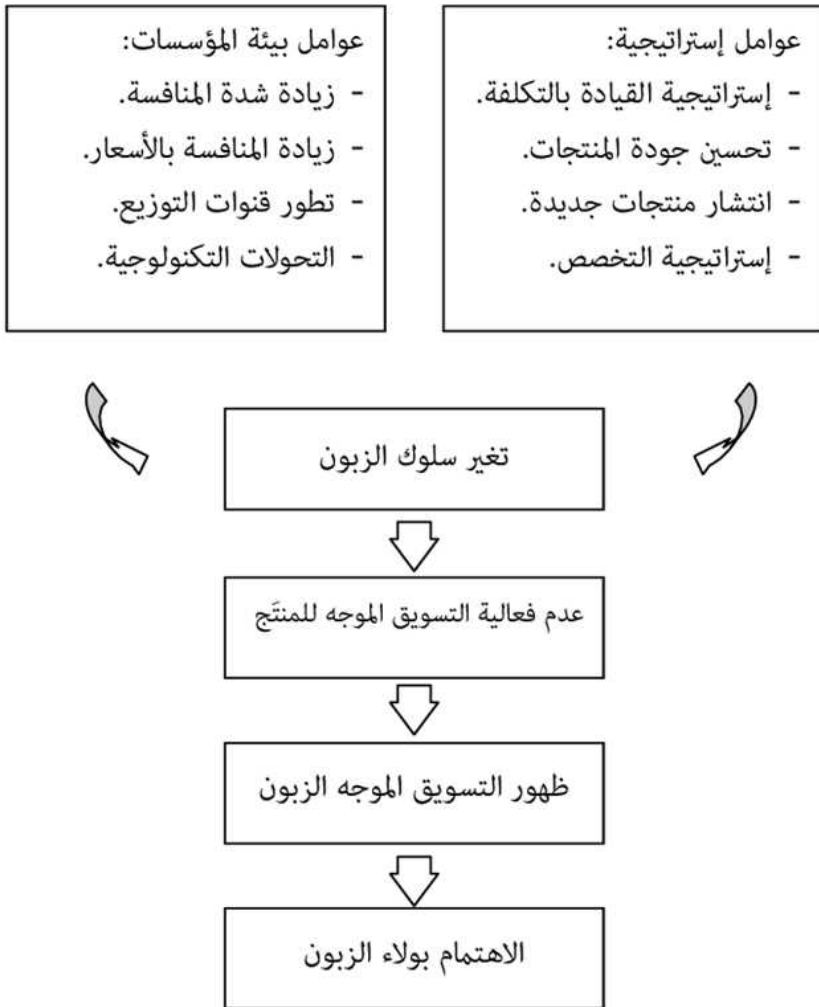 عوامل إستراتيجية:
- إستراتيجية القيادة بالتكلفة.
- تحسين جودة المنتجات.
- انتشار منتجات جديدة.
- إستراتيجية التخصص.
عوامل بيئة المؤسسات:
- زيادة شدة المنافسة.
- زيادة المنافسة بالأسعار.
- تطور قنوات التوزيع.
- التحولات التكنولوجية.
تغير سلوك الزبون
عدم فعالية التسويق الموجه للمنتَج
ظهور التسويق الموجه الزبون
الاهتمام بولاء الزبون